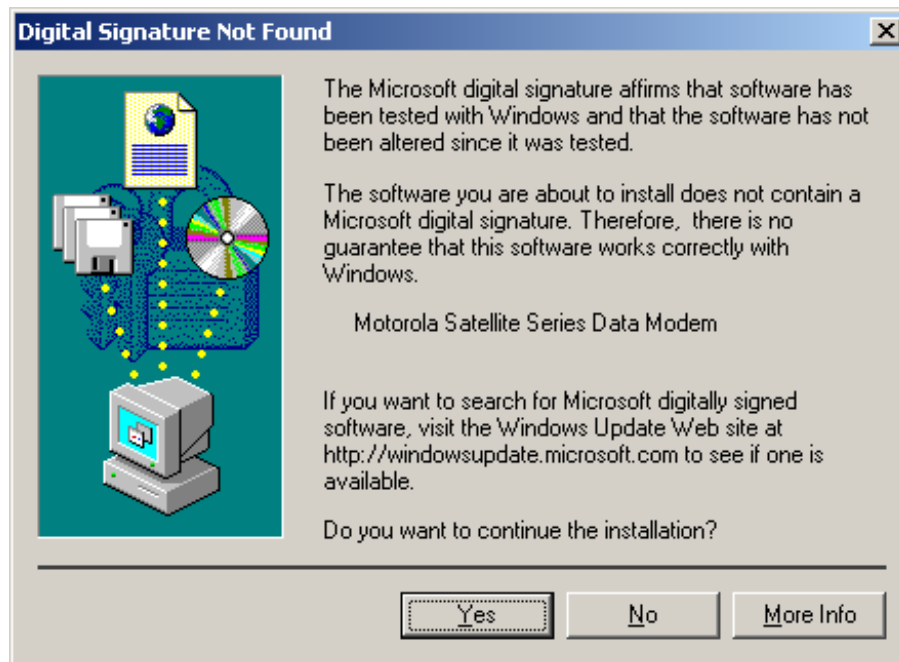 Digital Signature Not Found
The Microsoft digital signature affirms that software has
been tested with Windows and that the software has not
been altered since it was tested.
The software you are about to install does not contain a
Microsoft digital signature. Therefore,  there is no
guarantee that this software works correctly with
Windows.
Motorola Satellite Series Data Modem
If you want to search for Microsoft digitally signed
software, visit the Windows Update Web site at
http://windowsupdate.microsoft.com to see if one is
available.
Do you want to continue the installation?
Yes No More Info